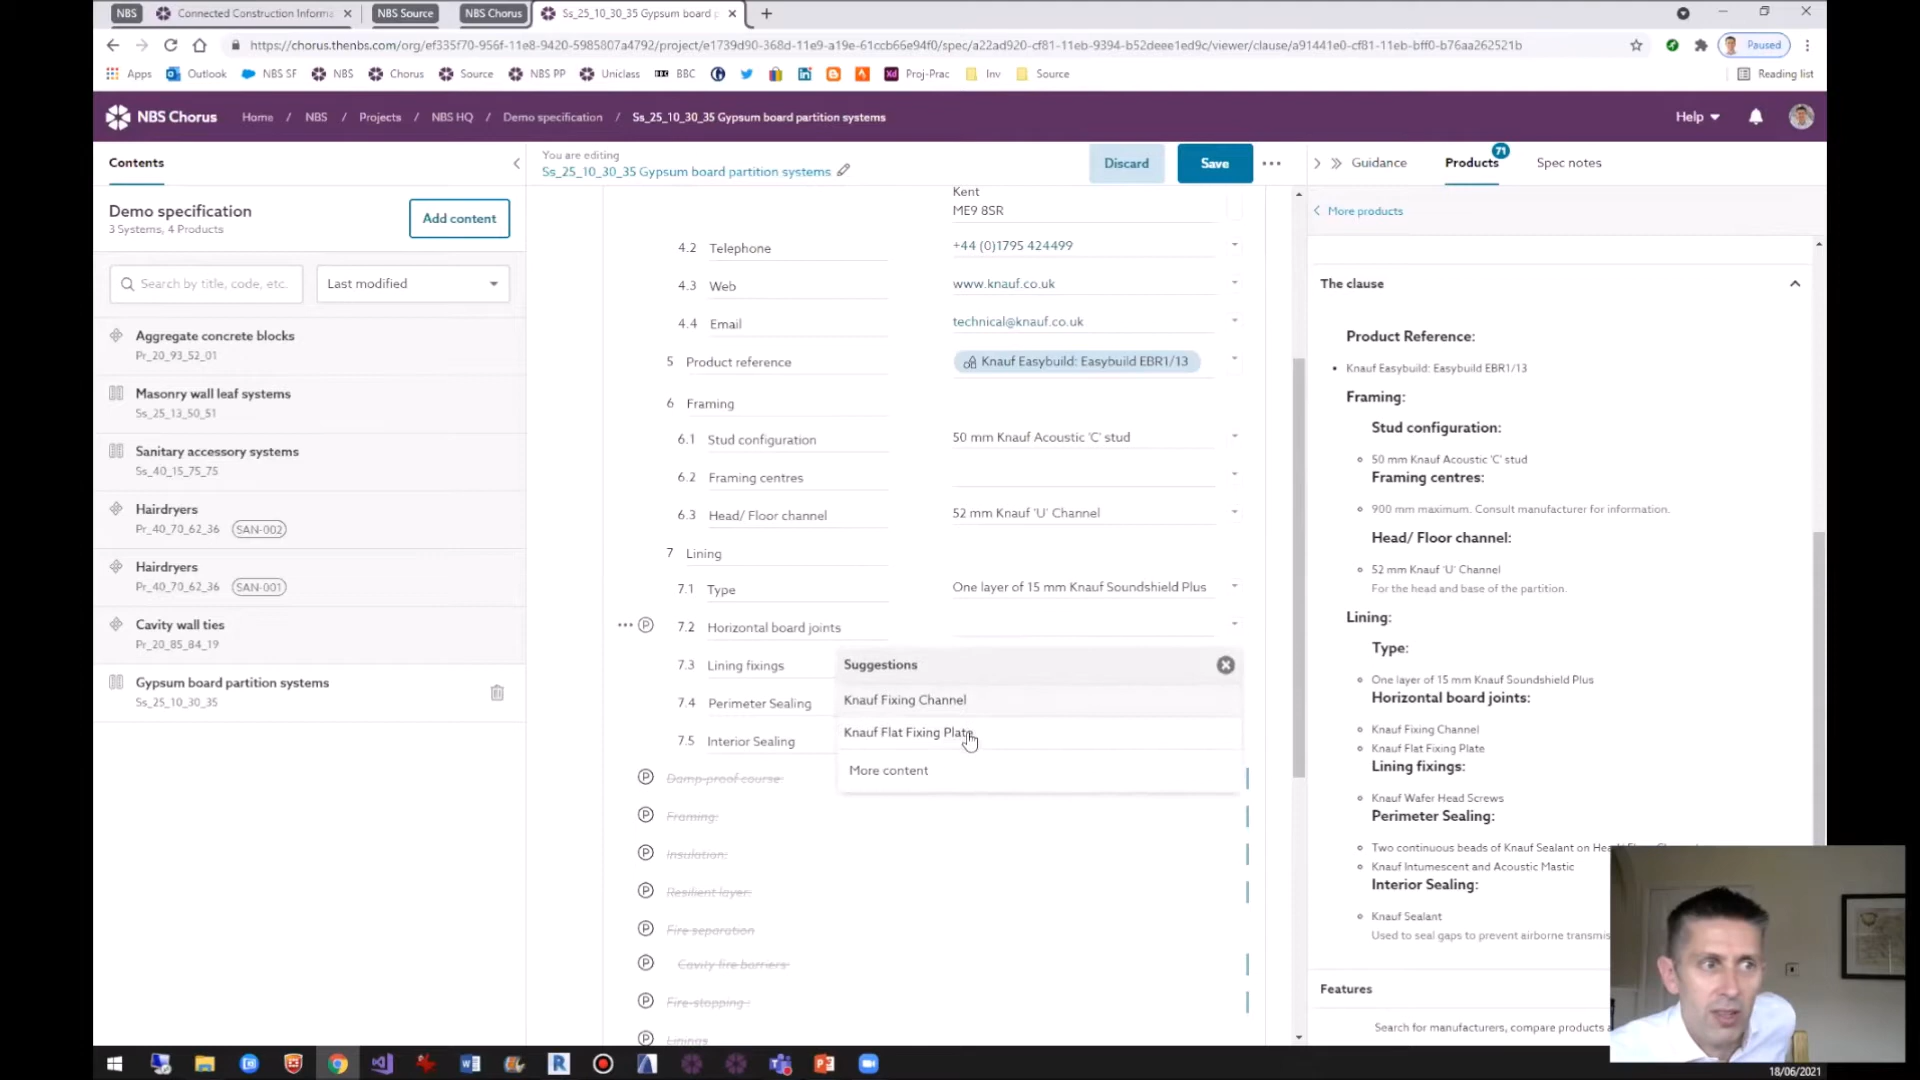 NBS
Connected Construction Informa
NBS Source
NBS Chorus
Ss_25_10_30_35 Gypsum board p
https://chorus.thenbs.com/org/ef335f70-956f-11e8-9420-5985807a4792/project/e1739d90-368d-11e9-a19e-61ccb66e94f0/spec/a22ad920-cf81-11eb-9394-b52deee1ed9c/viewer/clause/a91441e0-cf81-11eb-bff0-b76aa262521b
Paused
Apps
Outlook
NBS SF
NBS
Chorus
Source
NBS PP
Uniclass
BBC
Proj-Prac
Inv
Source
Reading list
NBS Chorus
Home / NBS / Projects / NBS HQ / Demo specification / Ss_25_10_30_35 Gypsum board partition systems
Help
Contents
Demo specification
3 Systems, 4 Products
Add content
Search by title, code, etc.
Last modified
Aggregate concrete blocks
Pr_20_93_52_01
Masonry wall leaf systems
Ss_25_13_50_51
Sanitary accessory systems
Ss_40_15_75_75
Hairdryers
Pr_40_70_62_36 SAN-002
Hairdryers
Pr_40_70_62_36 SAN-001
Cavity wall ties
Pr_20_85_84_19
Gypsum board partition systems
Ss_25_10_30_35
You are editing
Ss_25_10_30_35 Gypsum board partition systems
Discard
Save
Kent
ME9 8SR
4.2 Telephone +44 (0)1795 424499
4.3 Web www.knauf.co.uk
4.4 Email technical@knauf.co.uk
5 Product reference Knauf Easybuild: Easybuild EBR1/13
6 Framing
6.1 Stud configuration 50 mm Knauf Acoustic 'C' stud
6.2 Framing centres
6.3 Head/ Floor channel 52 mm Knauf 'U' Channel
7 Lining
7.1 Type One layer of 15 mm Knauf Soundshield Plus
P 7.2 Horizontal board joints
7.3 Lining fixings
7.4 Perimeter Sealing
7.5 Interior Sealing
Suggestions
Knauf Fixing Channel
Knauf Flat Fixing Plate
More content
P Damp-proof course:
P Framing:
P Insulation:
P Resilient layer:
P Fire separation
P Cavity fire barriers
P Fire-stopping :
P Linings
Guidance
Products
71
Spec notes
More products
The clause
Product Reference:
Knauf Easybuild: Easybuild EBR1/13
Framing:
Stud configuration:
50 mm Knauf Acoustic 'C' stud
Framing centres:
900 mm maximum. Consult manufacturer for information.
Head/ Floor channel:
52 mm Knauf 'U' Channel
For the head and base of the partition.
Lining:
Type:
One layer of 15 mm Knauf Soundshield Plus
Horizontal board joints:
Knauf Fixing Channel
Knauf Flat Fixing Plate
Lining fixings:
Knauf Wafer Head Screws
Perimeter Sealing:
Two continuous beads of Knauf Sealant on
Knauf Intumescent and Acoustic Mastic
Interior Sealing:
Knauf Sealant
Used to seal gaps to prevent airborne transmis
Features
Search for manufacturers, compare products a
18/06/2021